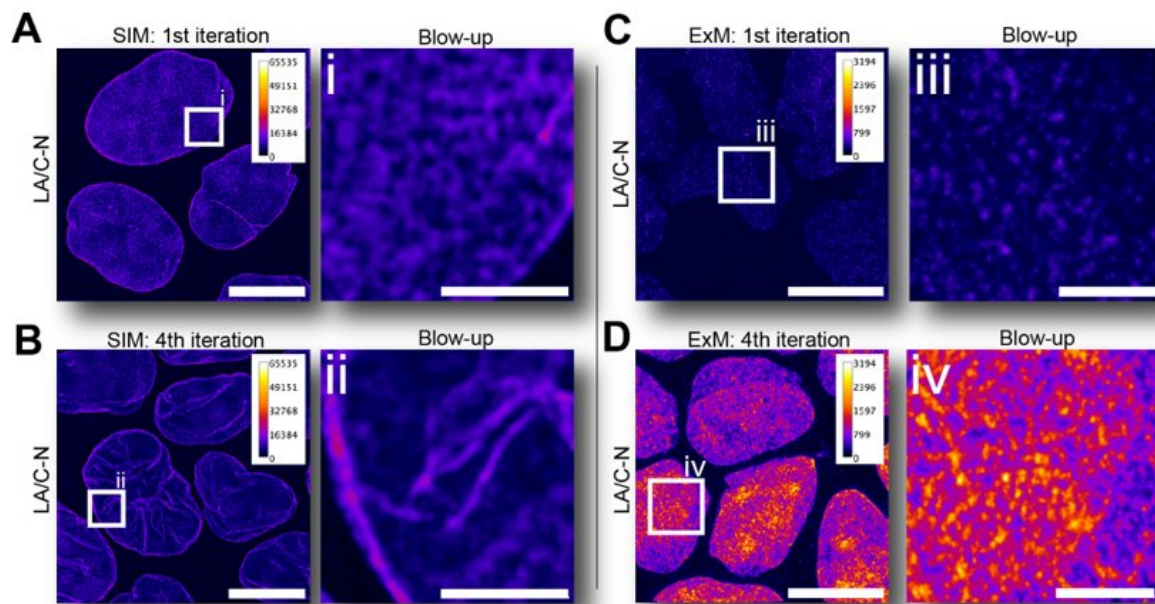 A
SIM: 1st iteration
Blow-up
LA/C-N
65535
49151
32768
16384
0
i
i
B
SIM: 4th iteration
Blow-up
LA/C-N
65535
49151
32768
16384
0
ii
ii
C
ExM: 1st iteration
Blow-up
LA/C-N
3194
2396
1597
799
0
iii
iii
D
ExM: 4th iteration
Blow-up
LA/C-N
3194
2396
1597
799
0
iv
iv